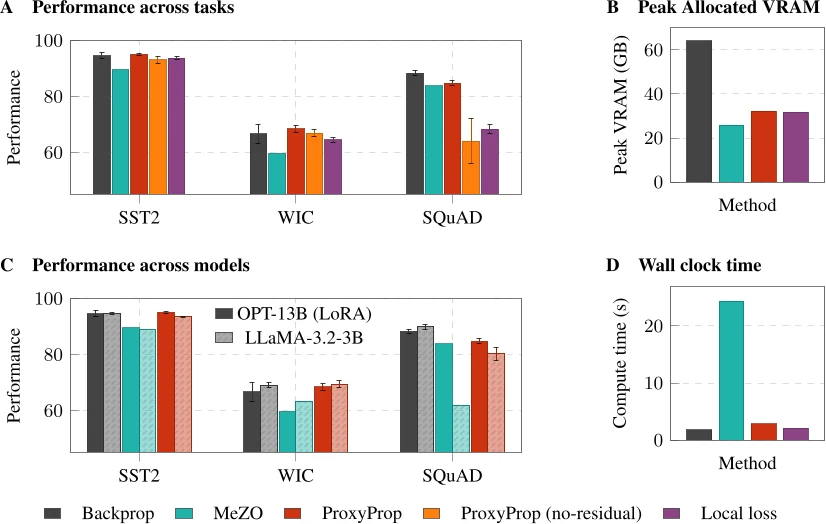 A Performance across tasks
Performance
100
80
60
SST2
WIC
SQuAD
B Peak Allocated VRAM
Peak VRAM (GB)
60
40
20
0
Method
C Performance across models
Performance
100
80
60
OPT-13B (LoRA)
LLaMA-3.2-3B
SST2
WIC
SQuAD
D Wall clock time
Compute time (s)
20
10
0
Method
Backprop MeZO ProxyProp ProxyProp (no-residual) Local loss